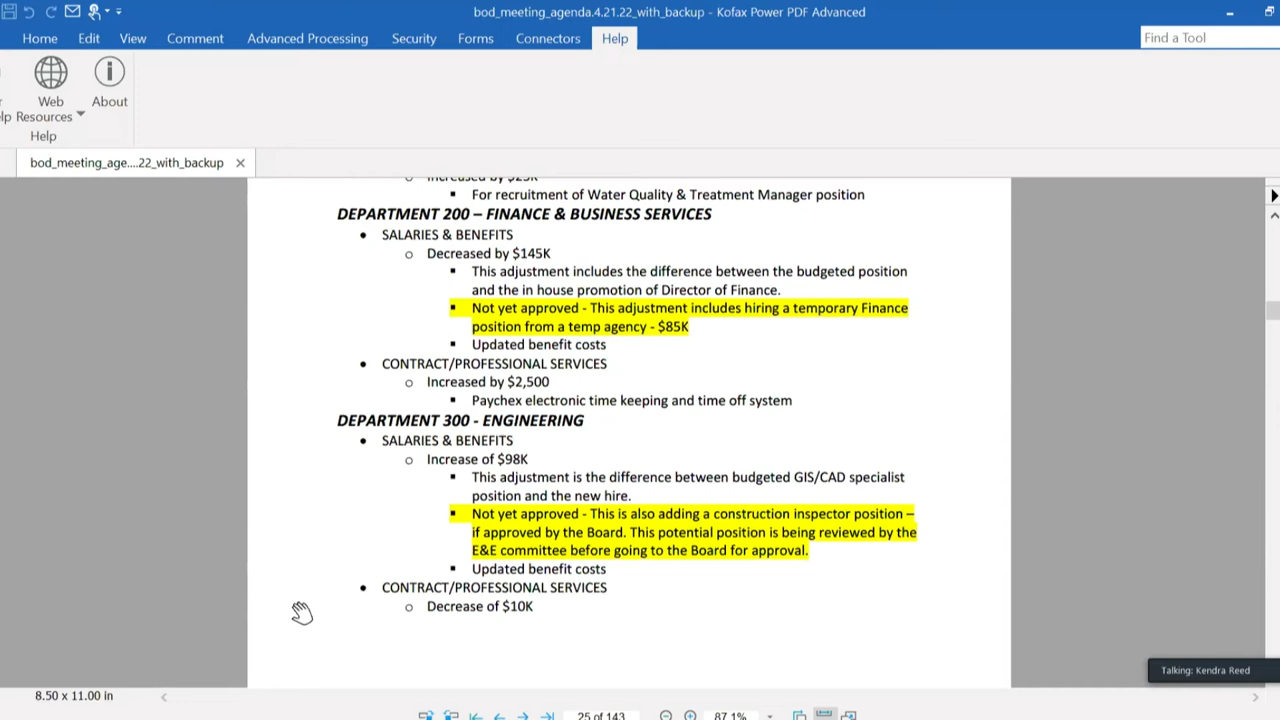 bod_meeting_agenda.4.21.22_with_backup - Kofax Power PDF Advanced
Home Edit View Comment Advanced Processing Security Forms Connectors Help
Find a Tool
Web About
Resources
Help
bod_meeting_age....22_with_backup
Increased by $25K
▪ For recruitment of Water Quality & Treatment Manager position
DEPARTMENT 200 – FINANCE & BUSINESS SERVICES
• SALARIES & BENEFITS
o Decreased by $145K
▪ This adjustment includes the difference between the budgeted position
and the in house promotion of Director of Finance.
▪ Not yet approved - This adjustment includes hiring a temporary Finance
position from a temp agency - $85K
▪ Updated benefit costs
• CONTRACT/PROFESSIONAL SERVICES
o Increased by $2,500
▪ Paychex electronic time keeping and time off system
DEPARTMENT 300 - ENGINEERING
• SALARIES & BENEFITS
o Increase of $98K
▪ This adjustment is the difference between budgeted GIS/CAD specialist
position and the new hire.
▪ Not yet approved - This is also adding a construction inspector position –
if approved by the Board. This potential position is being reviewed by the
E&E committee before going to the Board for approval.
▪ Updated benefit costs
• CONTRACT/PROFESSIONAL SERVICES
o Decrease of $10K
Talking: Kendra Reed
8.50 x 11.00 in
25 of 143
87.1%